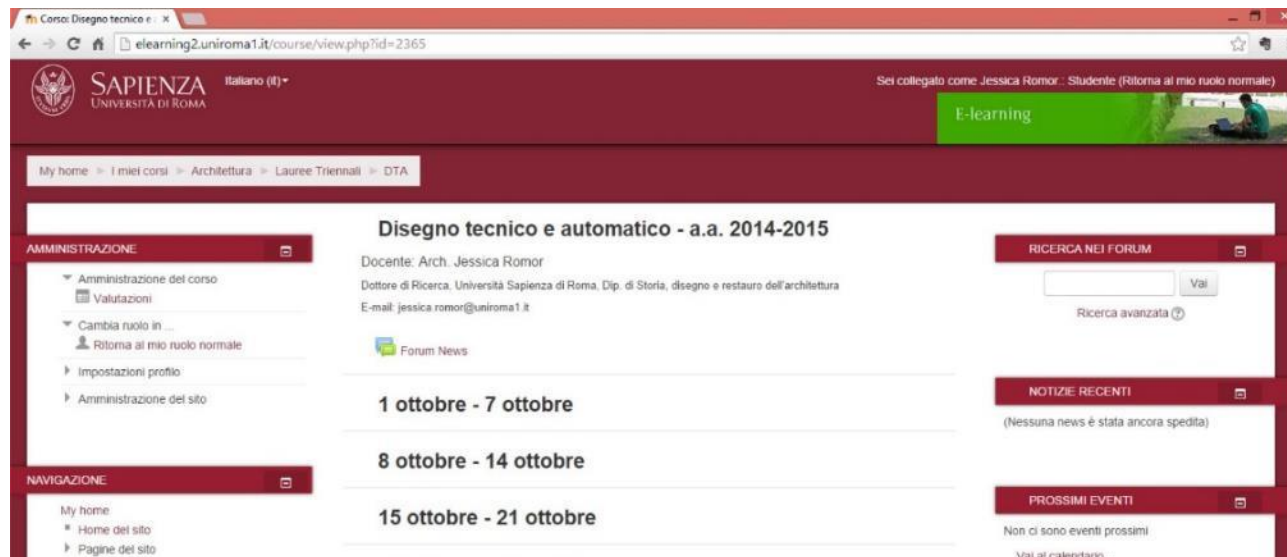 Corso: Disegno tecnico e
elearning2.uniroma1.it/course/view.php?id=2365
SAPIENZA
UNIVERSITÀ DI ROMA
Italiano (it)
Sei collegato come Jessica Romor.: Studente (Ritorna al mio ruolo normale)
E-learning
My home I miei corsi Architettura Lauree Triennali DTA
AMMINISTRAZIONE
Amministrazione del corso
Valutazioni
Cambia ruolo in ...
Ritorna al mio ruolo normale
Impostazioni profilo
Amministrazione del sito
NAVIGAZIONE
My home
Home del sito
Pagine del sito
Disegno tecnico e automatico - a.a. 2014-2015
Docente: Arch. Jessica Romor
Dottore di Ricerca, Università Sapienza di Roma, Dip. di Storia, disegno e restauro dell'architettura
E-mail: jessica.romor@uniroma1.it
Forum News
1 ottobre - 7 ottobre
8 ottobre - 14 ottobre
15 ottobre - 21 ottobre
RICERCA NEI FORUM
Vai
Ricerca avanzata
NOTIZIE RECENTI
(Nessuna news è stata ancora spedita)
PROSSIMI EVENTI
Non ci sono eventi prossimi
Vai al calendario